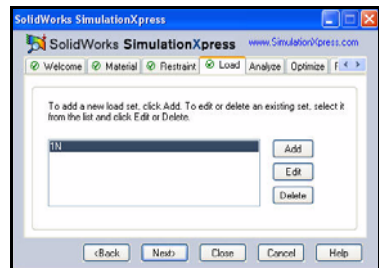 SolidWorks SimulationXpress
SolidWorks SimulationXpress www.SimulationXpress.com
Welcome Material Restraint Load Analyze Optimize F
To add a new load set, click Add. To edit or delete an existing set, select it
from the list and click Edit or Delete.
1N
Add
Edit
Delete
<Back Next> Close Cancel Help